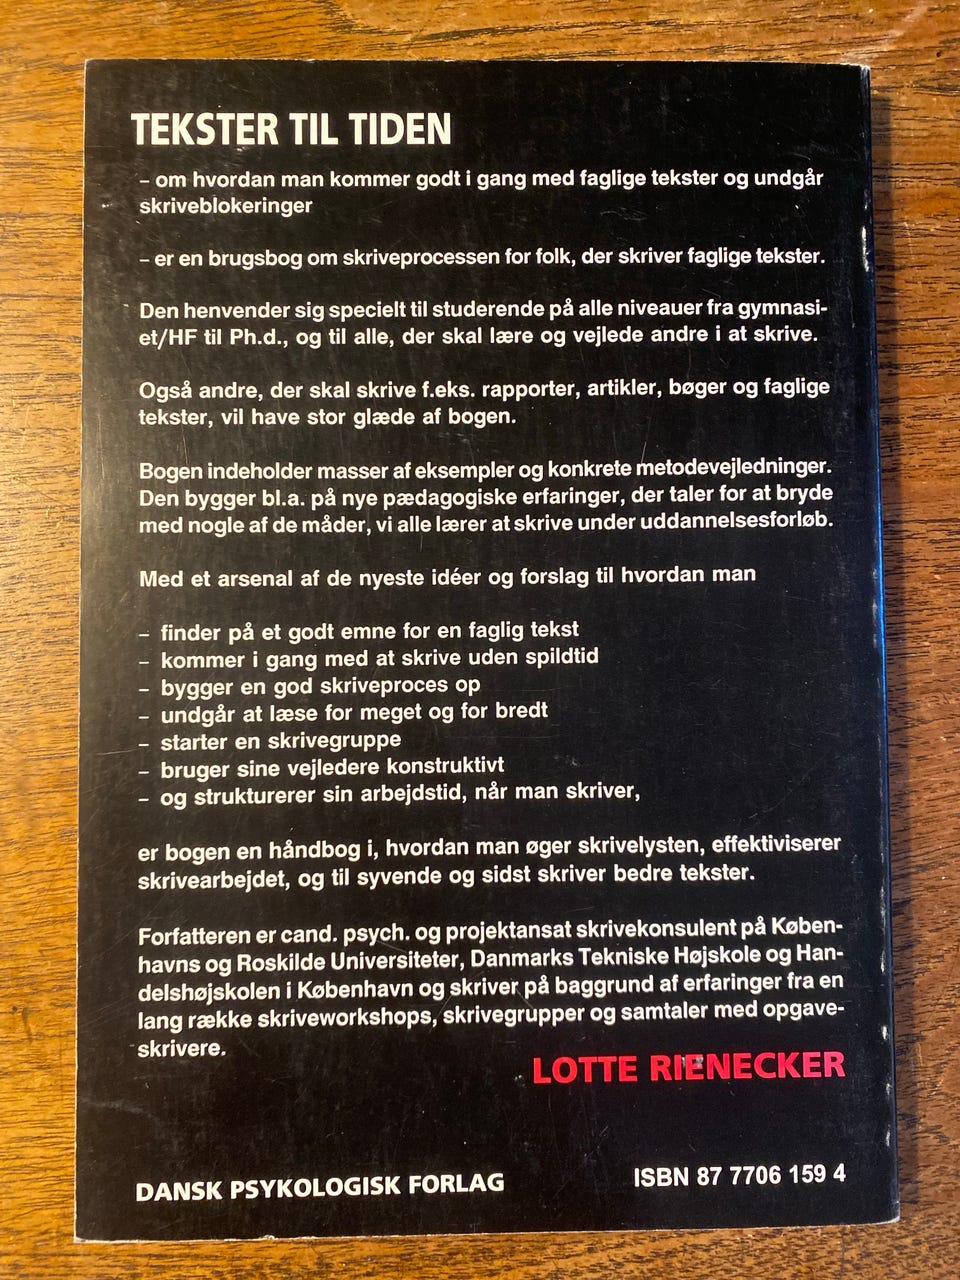 TEKSTER TIL TIDEN
– om hvordan man kommer godt i gang med faglige tekster og undgår
skriveblokeringer
– er en brugsbog om skriveprocessen for folk, der skriver faglige tekster.
Den henvender sig specielt til studerende på alle niveauer fra gymnasi-
et/HF til Ph.d., og til alle, der skal lære og vejlede andre i at skrive.
Også andre, der skal skrive f.eks. rapporter, artikler, bøger og faglige
tekster, vil have stor glæde af bogen.
Bogen indeholder masser af eksempler og konkrete metodevejledninger.
Den bygger bl.a. på nye pædagogiske erfaringer, der taler for at bryde
med nogle af de måder, vi alle lærer at skrive under uddannelsesforløb.
Med et arsenal af de nyeste idéer og forslag til hvordan man
– finder på et godt emne for en faglig tekst
– kommer i gang med at skrive uden spildtid
– bygger en god skriveproces op
– undgår at læse for meget og for bredt
– starter en skrivegruppe
– bruger sine vejledere konstruktivt
– og strukturerer sin arbejdstid, når man skriver,
er bogen en håndbog i, hvordan man øger skrivelysten, effektiviserer
skrivearbejdet, og til syvende og sidst skriver bedre tekster.
Forfatteren er cand. psych. og projektansat skrivekonsulent på Køben-
havns og Roskilde Universiteter, Danmarks Tekniske Højskole og Han-
delshøjskolen i København og skriver på baggrund af erfaringer fra en
lang række skriveworkshops, skrivegrupper og samtaler med opgave-
skrivere.
LOTTE RIENECKER
DANSK PSYKOLOGISK FORLAG
ISBN 87 7706 159 4